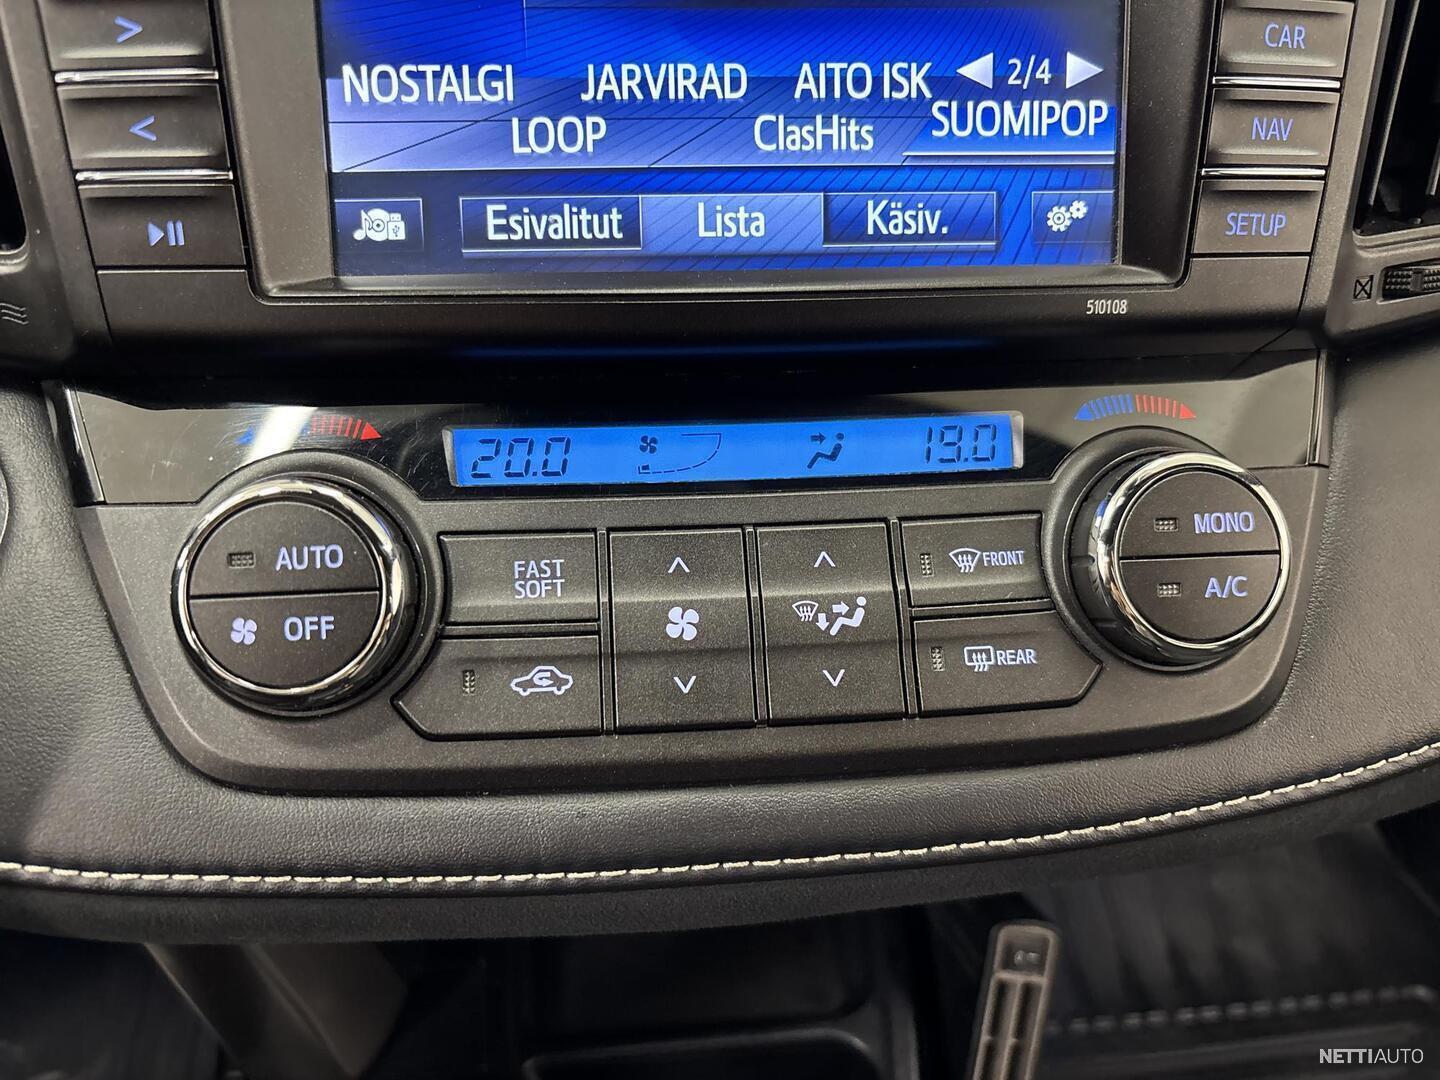 CAR
NAV
SETUP
NOSTALGI JARVIRAD AITO ISK 2/4
LOOP ClasHits SUOMIPOP
Esivalitut Lista Käsiv.
510108
20.0 19.0
AUTO
OFF
FAST
SOFT
FRONT
REAR
MONO
A/C
NETTIAUTO